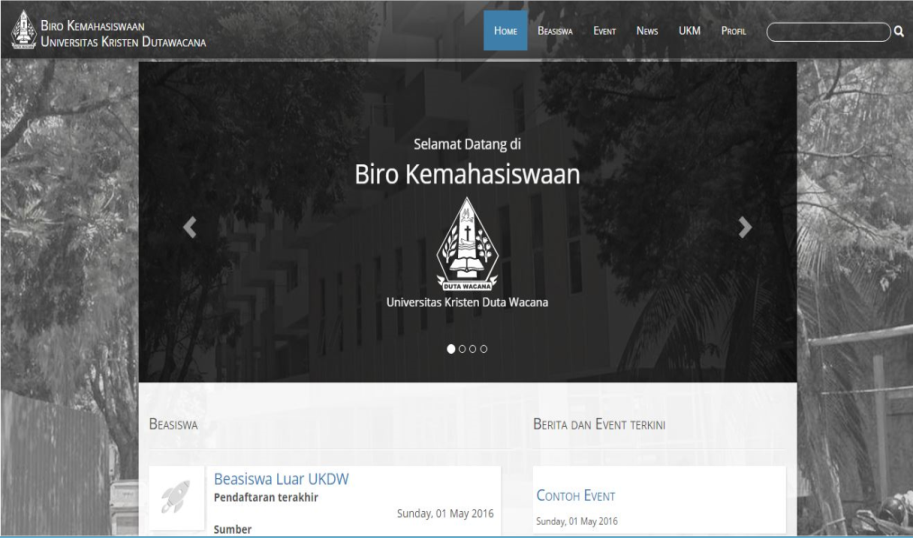 Biro Kemahasiswaan
Universitas Kristen Dutawacana
Home Beasiswa Event News UKM Profil
Selamat Datang di
Biro Kemahasiswaan
DUTA WACANA
Universitas Kristen Duta Wacana
Beasiswa
Berita dan Event terkini
Beasiswa Luar UKDW
Pendaftaran terakhir
Sunday, 01 May 2016
Sumber
Contoh Event
Sunday, 01 May 2016